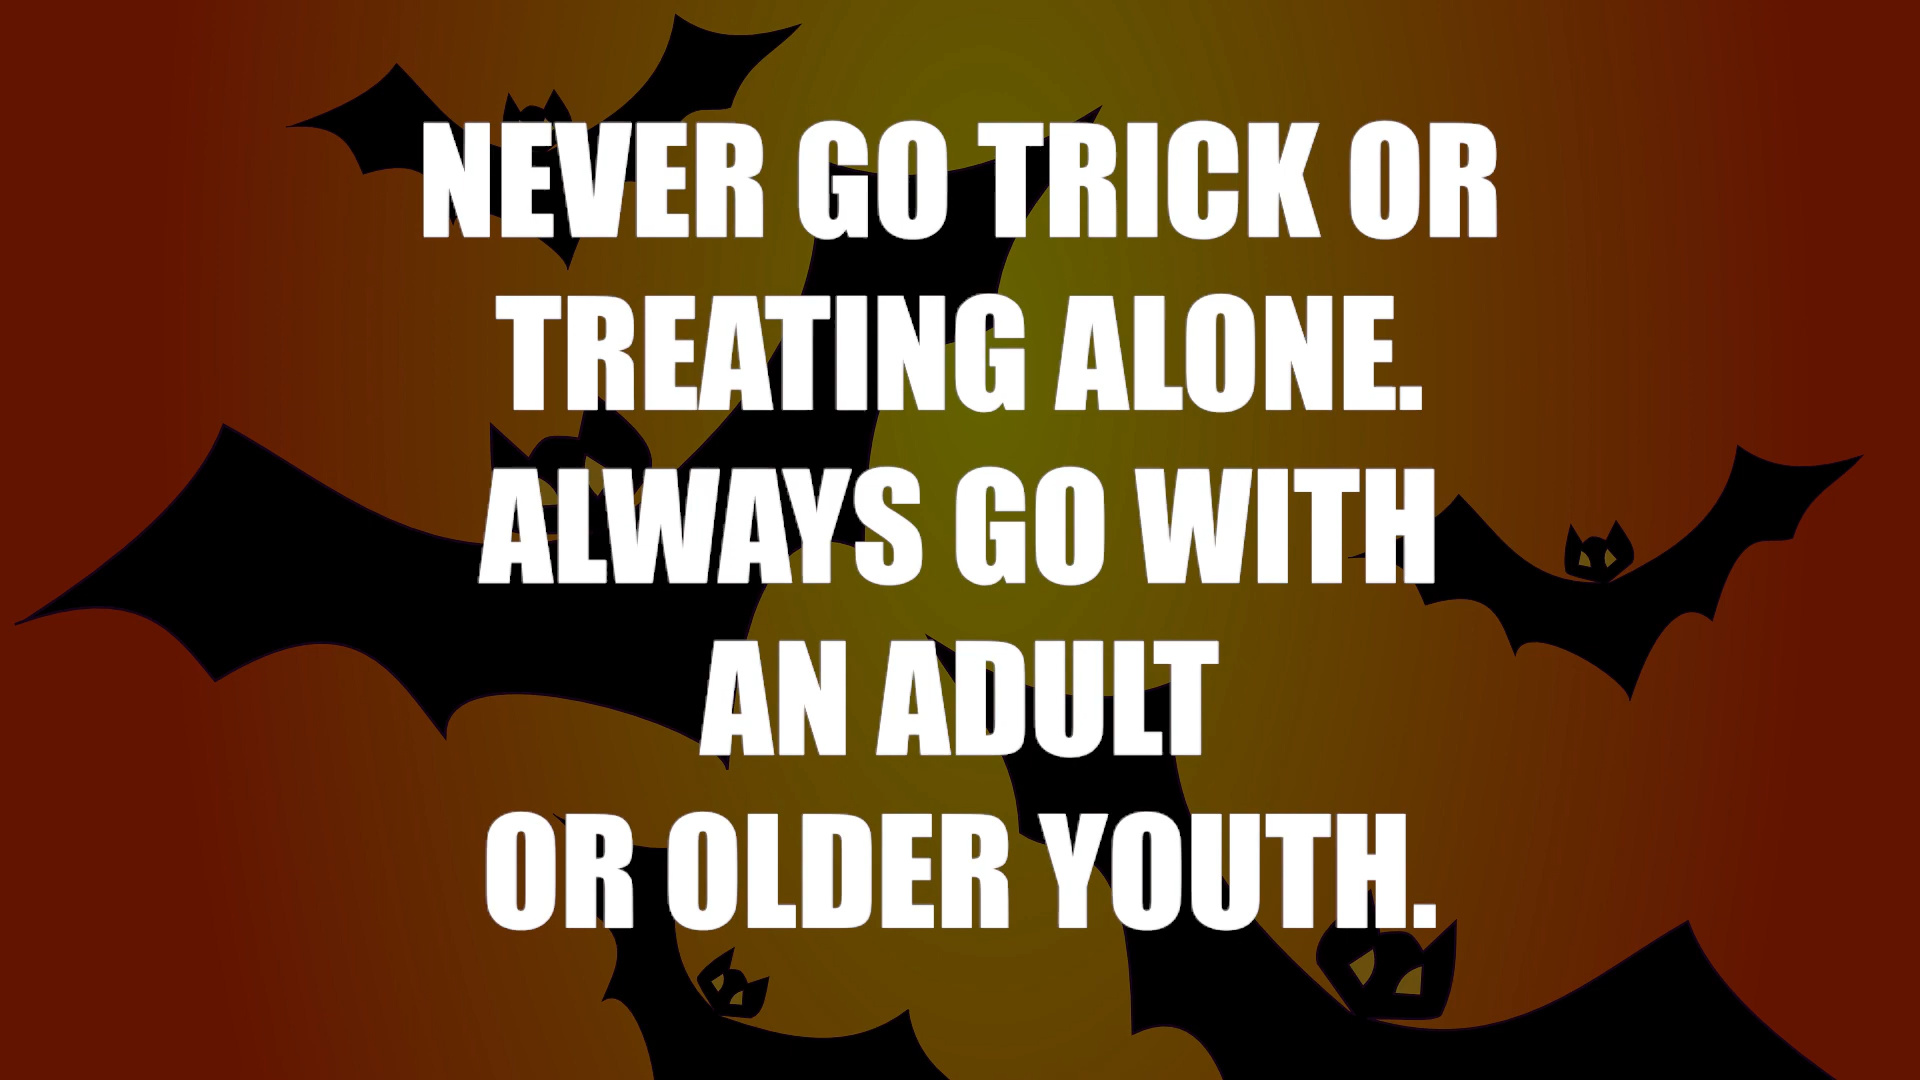 NEVER GO TRICK OR
TREATING ALONE.
ALWAYS GO WITH
AN ADULT
OR OLDER YOUTH.